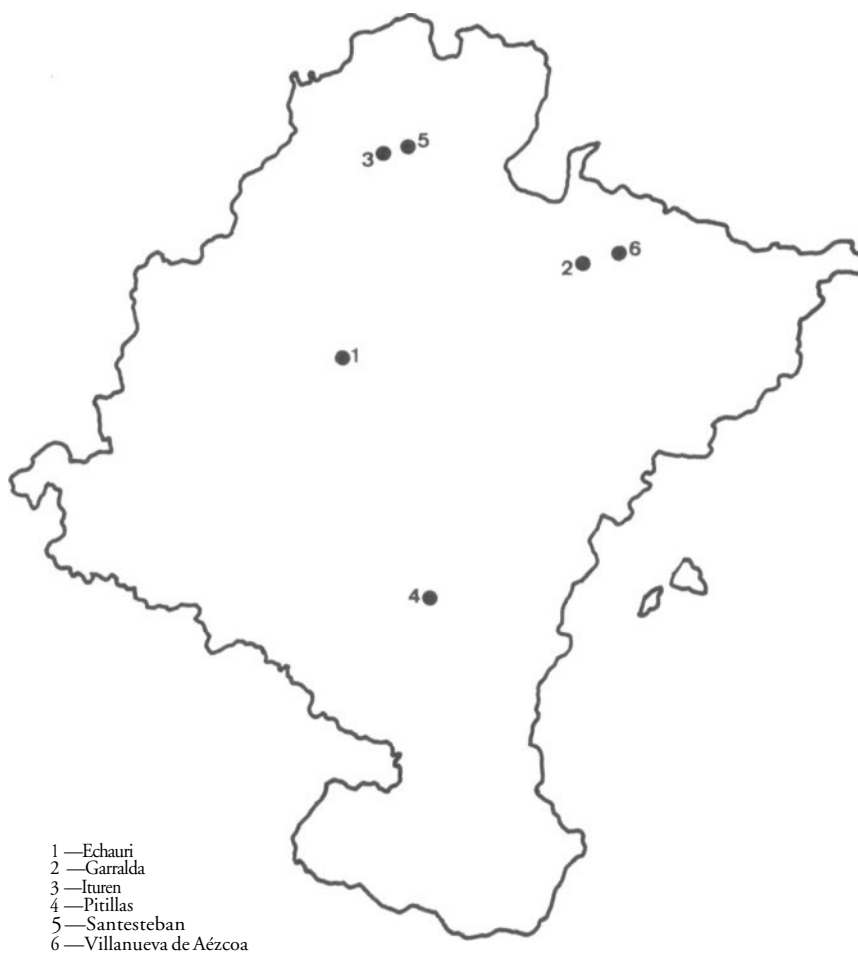 5
3
6
2
1
4
1 —Echauri
2 —Garralda
3 —Ituren
4 —Pitillas
5 —Santesteban
6 —Villanueva de Aézcoa